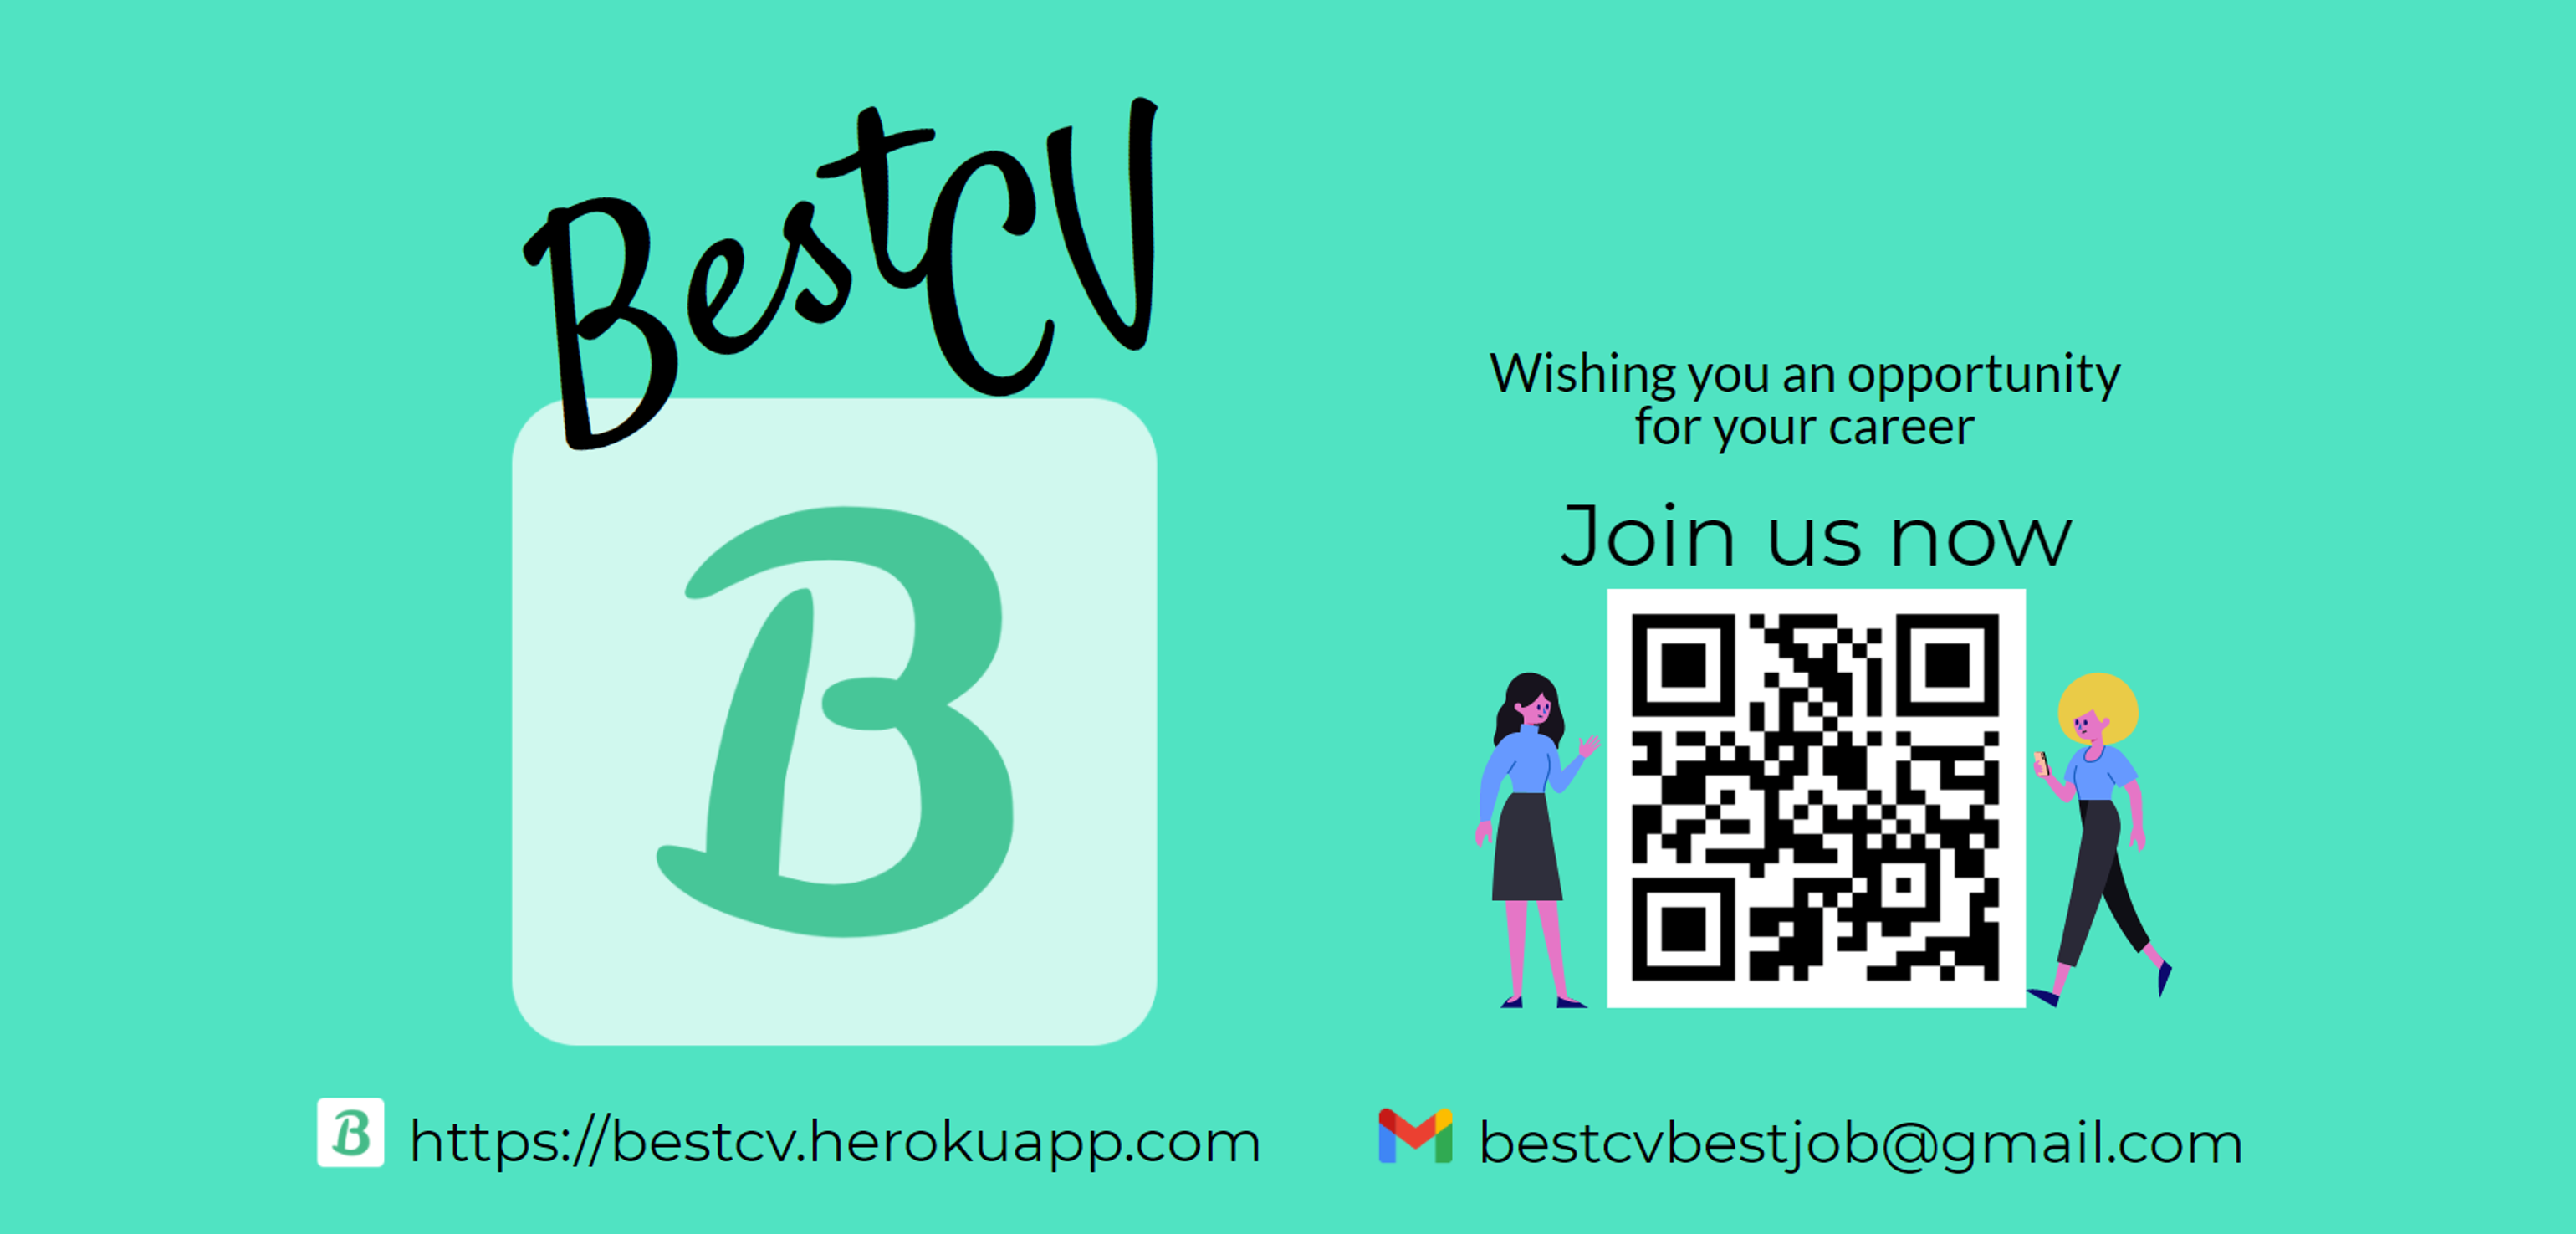 BestCV
B
Wishing you an opportunity
for your career
Join us now
B https://bestcv.herokuapp.com
bestcvbestjob@gmail.com